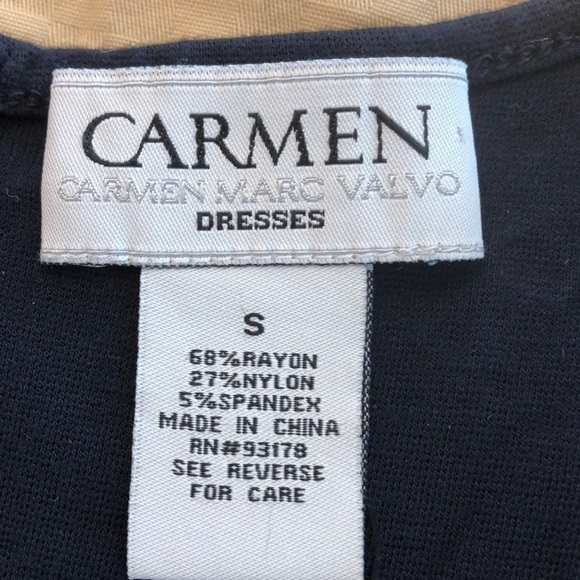 CARMEN
CARMEN MARC VALVO
DRESSES
S
68%RAYON
27%NYLON
5%SPANDEX
MADE IN CHINA
RN#93178
SEE REVERSE
FOR CARE